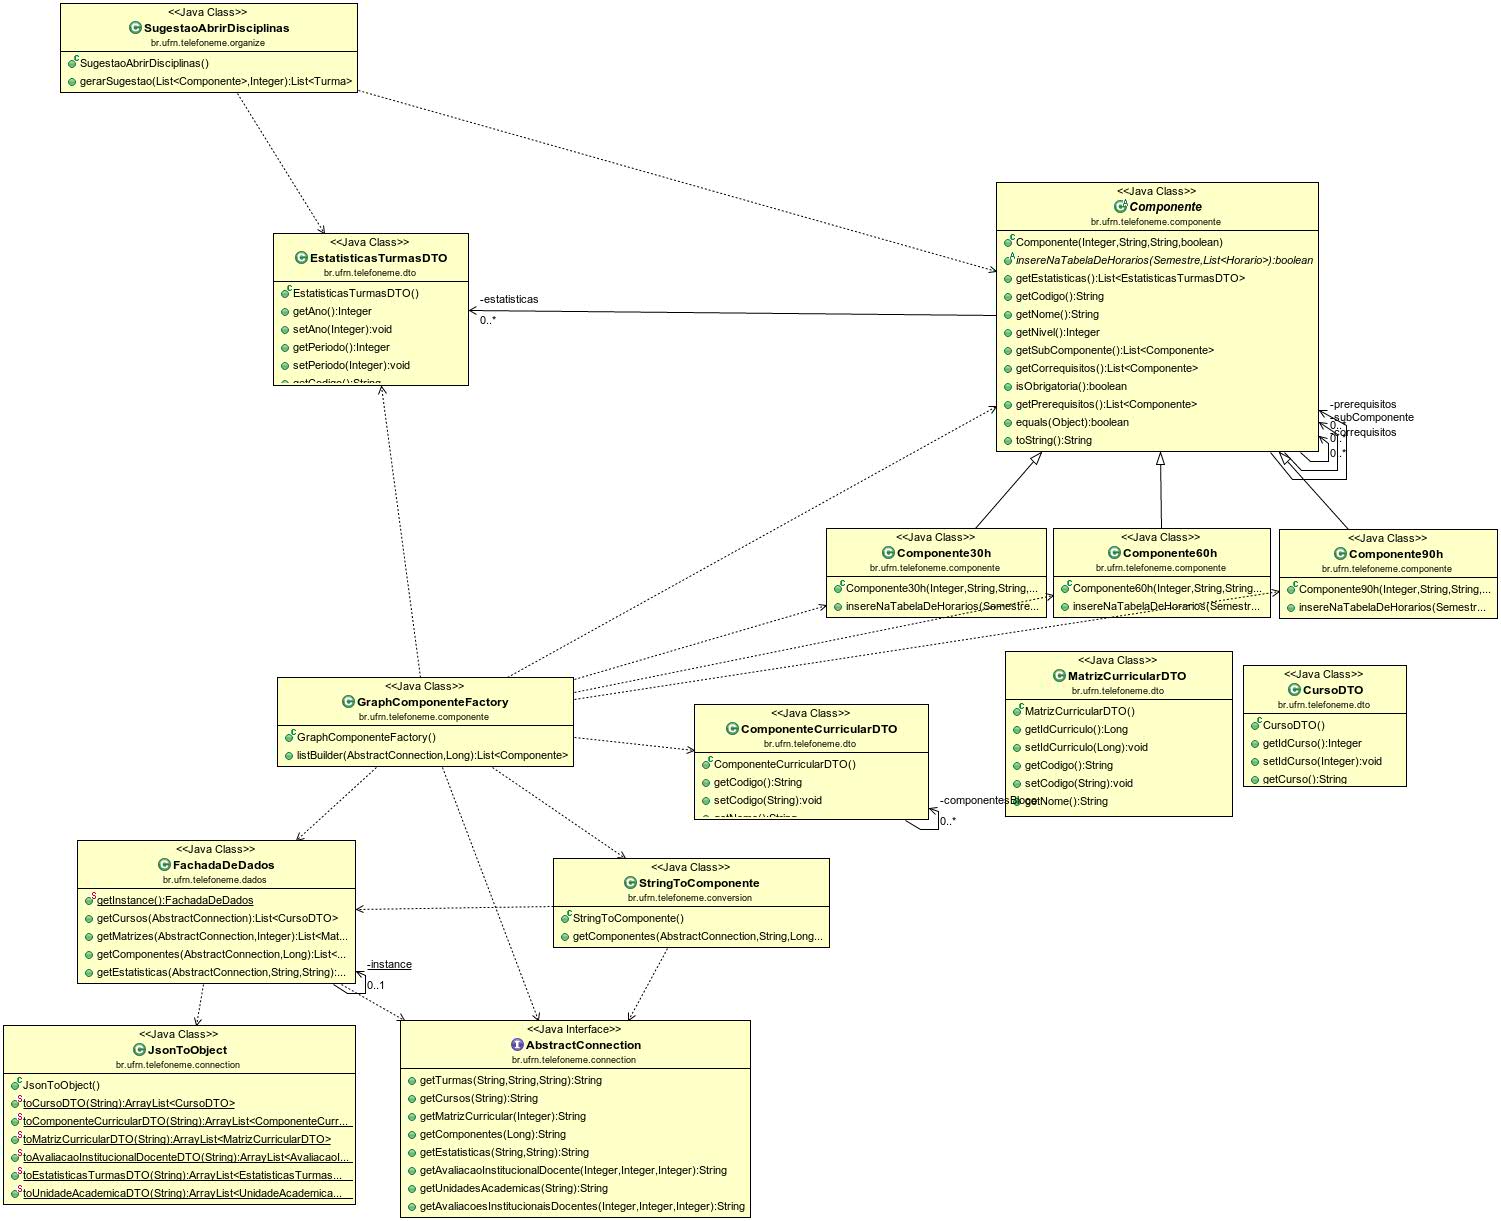 <<Java Class>>
SugestaoAbrirDisciplinas
br.ufrn.telefoneme.organize
SugestaoAbrirDisciplinas()
gerarSugestao(List<Componente>,Integer):List<Turma>
<<Java Class>>
Componente
br.ufrn.telefoneme.componente
Componente(Integer,String,String,boolean)
insereNaTabelaDeHorarios(Semestre,List<Horario>):boolean
getEstatisticas():List<EstatisticasTurmasDTO>
getCodigo():String
getNome():String
getNivel():Integer
getSubComponente():List<Componente>
getCorrequisitos():List<Componente>
isObrigatoria():boolean
getPrerequisitos():List<Componente>
equals(Object):boolean
toString():String
-prerequisitos
0..*
-subComponente
0..*
-correquisitos
0..*
<<Java Class>>
EstatisticasTurmasDTO
br.ufrn.telefoneme.dto
EstatisticasTurmasDTO()
getAno():Integer
setAno(Integer):void
getPeriodo():Integer
setPeriodo(Integer):void
getCodigo():String
-estatisticas
0..*
<<Java Class>>
Componente30h
br.ufrn.telefoneme.componente
Componente30h(Integer,String,String,...
insereNaTabelaDeHorarios(Semestre...
<<Java Class>>
Componente60h
br.ufrn.telefoneme.componente
Componente60h(Integer,String,String...
insereNaTabelaDeHorarios(Semestr...
<<Java Class>>
Componente90h
br.ufrn.telefoneme.componente
Componente90h(Integer,String,String,...
insereNaTabelaDeHorarios(Semestr...
<<Java Class>>
GraphComponenteFactory
br.ufrn.telefoneme.componente
GraphComponenteFactory()
listBuilder(AbstractConnection,Long):List<Componente>
<<Java Class>>
ComponenteCurricularDTO
br.ufrn.telefoneme.dto
ComponenteCurricularDTO()
getCodigo():String
setCodigo(String):void
getNome():String
-componentesBloco
0..*
<<Java Class>>
MatrizCurricularDTO
br.ufrn.telefoneme.dto
MatrizCurricularDTO()
getIdCurriculo():Long
setIdCurriculo(Long):void
getCodigo():String
setCodigo(String):void
getNome():String
<<Java Class>>
CursoDTO
br.ufrn.telefoneme.dto
CursoDTO()
getIdCurso():Integer
setIdCurso(Integer):void
getCurso():String
<<Java Class>>
FachadaDeDados
br.ufrn.telefoneme.dados
getInstance():FachadaDeDados
getCursos(AbstractConnection):List<CursoDTO>
getMatrizes(AbstractConnection,Integer):List<Mat...
getComponentes(AbstractConnection,Long):List<...
getEstatisticas(AbstractConnection,String,String):...
-instance
0..1
<<Java Class>>
StringToComponente
br.ufrn.telefoneme.conversion
StringToComponente()
getComponentes(AbstractConnection,String,Long...
<<Java Class>>
JsonToObject
br.ufrn.telefoneme.connection
JsonToObject()
toCursoDTO(String):ArrayList<CursoDTO>
toComponenteCurricularDTO(String):ArrayList<ComponenteCurr...
toMatrizCurricularDTO(String):ArrayList<MatrizCurricularDTO>
toAvaliacaoInstitucionalDocenteDTO(String):ArrayList<AvaliacaoI...
toEstatisticasTurmasDTO(String):ArrayList<EstatisticasTurmas...
toUnidadeAcademicaDTO(String):ArrayList<UnidadeAcademica...
<<Java Interface>>
AbstractConnection
br.ufrn.telefoneme.connection
getTurmas(String,String,String):String
getCursos(String):String
getMatrizCurricular(Integer):String
getComponentes(Long):String
getEstatisticas(String,String):String
getAvaliacaoInstitucionalDocente(Integer,Integer,Integer):String
getUnidadesAcademicas(String):String
getAvaliacoesInstitucionaisDocentes(Integer,Integer,Integer):String